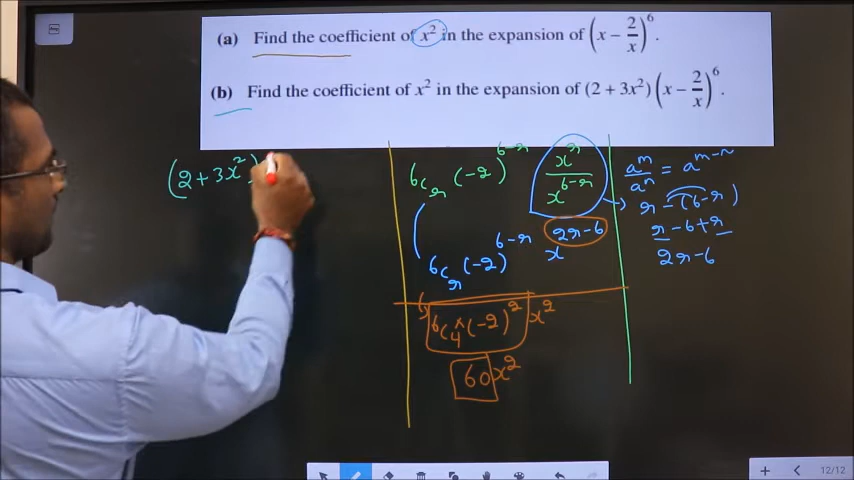 (a) Find the coefficient of x² in the expansion of (x − 2/x)⁶.
(b) Find the coefficient of x² in the expansion of (2 + 3x²)(x − 2/x)⁶.
(2 + 3x²)
6Cr (-2)^(6-r) x^r / x^(6-r)
6Cr (-2)^(6-r) x^(2r-6)
6C4 × (-2)² x²
60x²
a^m / a^n = a^(m-n)
r - (6-r)
r - 6 + r
2r - 6
12/12